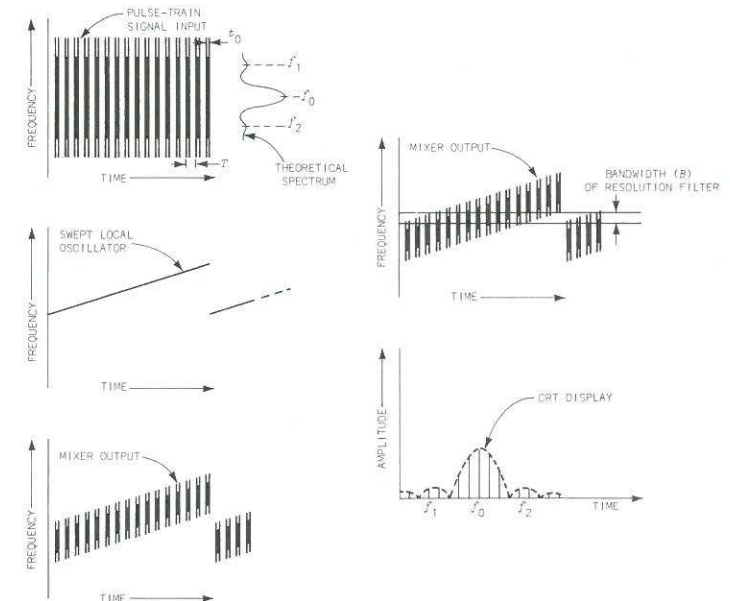 PULSE-TRAIN
SIGNAL INPUT
t0
f1
f0
f2
FREQUENCY
TIME
T
THEORETICAL
SPECTRUM
SWEPT LOCAL
OSCILLATOR
FREQUENCY
TIME
MIXER OUTPUT
FREQUENCY
TIME
MIXER OUTPUT
BANDWIDTH (B)
OF RESOLUTION FILTER
FREQUENCY
TIME
CRT DISPLAY
AMPLITUDE
f1
f0
f2
TIME